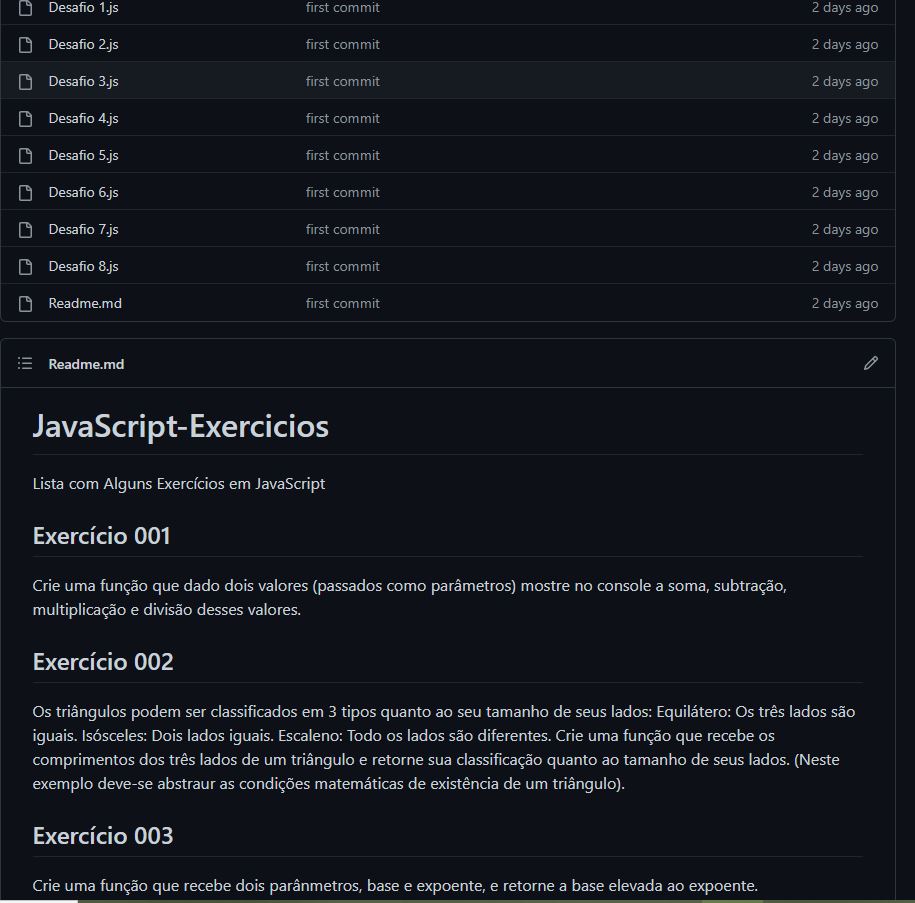 Desafio 1.js first commit 2 days ago
Desafio 2.js first commit 2 days ago
Desafio 3.js first commit 2 days ago
Desafio 4.js first commit 2 days ago
Desafio 5.js first commit 2 days ago
Desafio 6.js first commit 2 days ago
Desafio 7.js first commit 2 days ago
Desafio 8.js first commit 2 days ago
Readme.md first commit 2 days ago
Readme.md
JavaScript-Exercicios
Lista com Alguns Exercícios em JavaScript
Exercício 001
Crie uma função que dado dois valores (passados como parâmetros) mostre no console a soma, subtração,
multiplicação e divisão desses valores.
Exercício 002
Os triângulos podem ser classificados em 3 tipos quanto ao seu tamanho de seus lados: Equilátero: Os três lados são
iguais. Isósceles: Dois lados iguais. Escaleno: Todo os lados são diferentes. Crie uma função que recebe os
comprimentos dos três lados de um triângulo e retorne sua classificação quanto ao tamanho de seus lados. (Neste
exemplo deve-se abstraur as condições matemáticas de existência de um triângulo).
Exercício 003
Crie uma função que recebe dois parânmetros, base e expoente, e retorne a base elevada ao expoente.